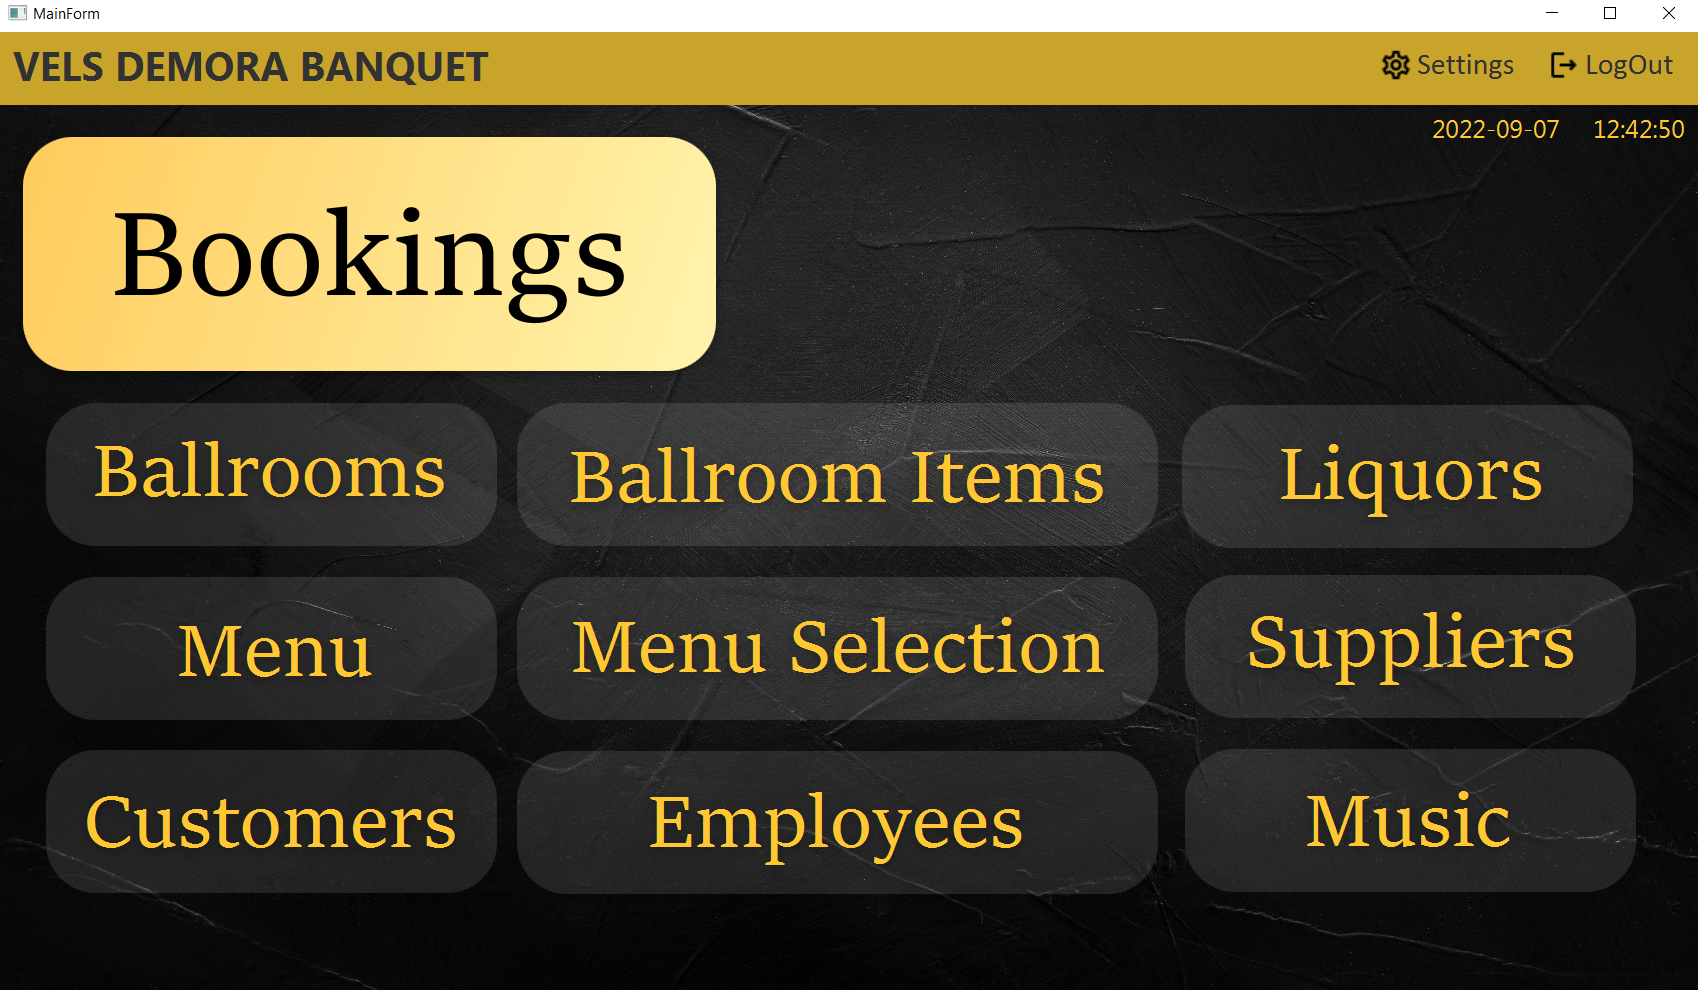 MainForm
VELS DEMORA BANQUET
Settings
LogOut
2022-09-07 12:42:50
Bookings
Ballrooms
Ballroom Items
Liquors
Menu
Menu Selection
Suppliers
Customers
Employees
Music